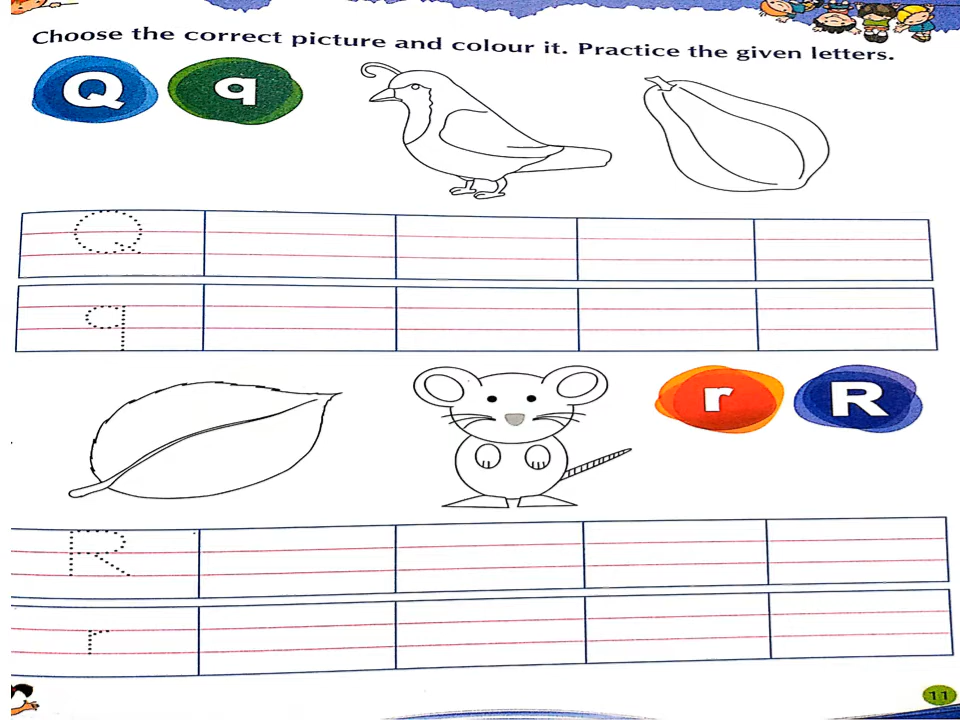 Choose the correct picture and colour it. Practice the given letters.
Q q
Q
q
r R
R
r
11